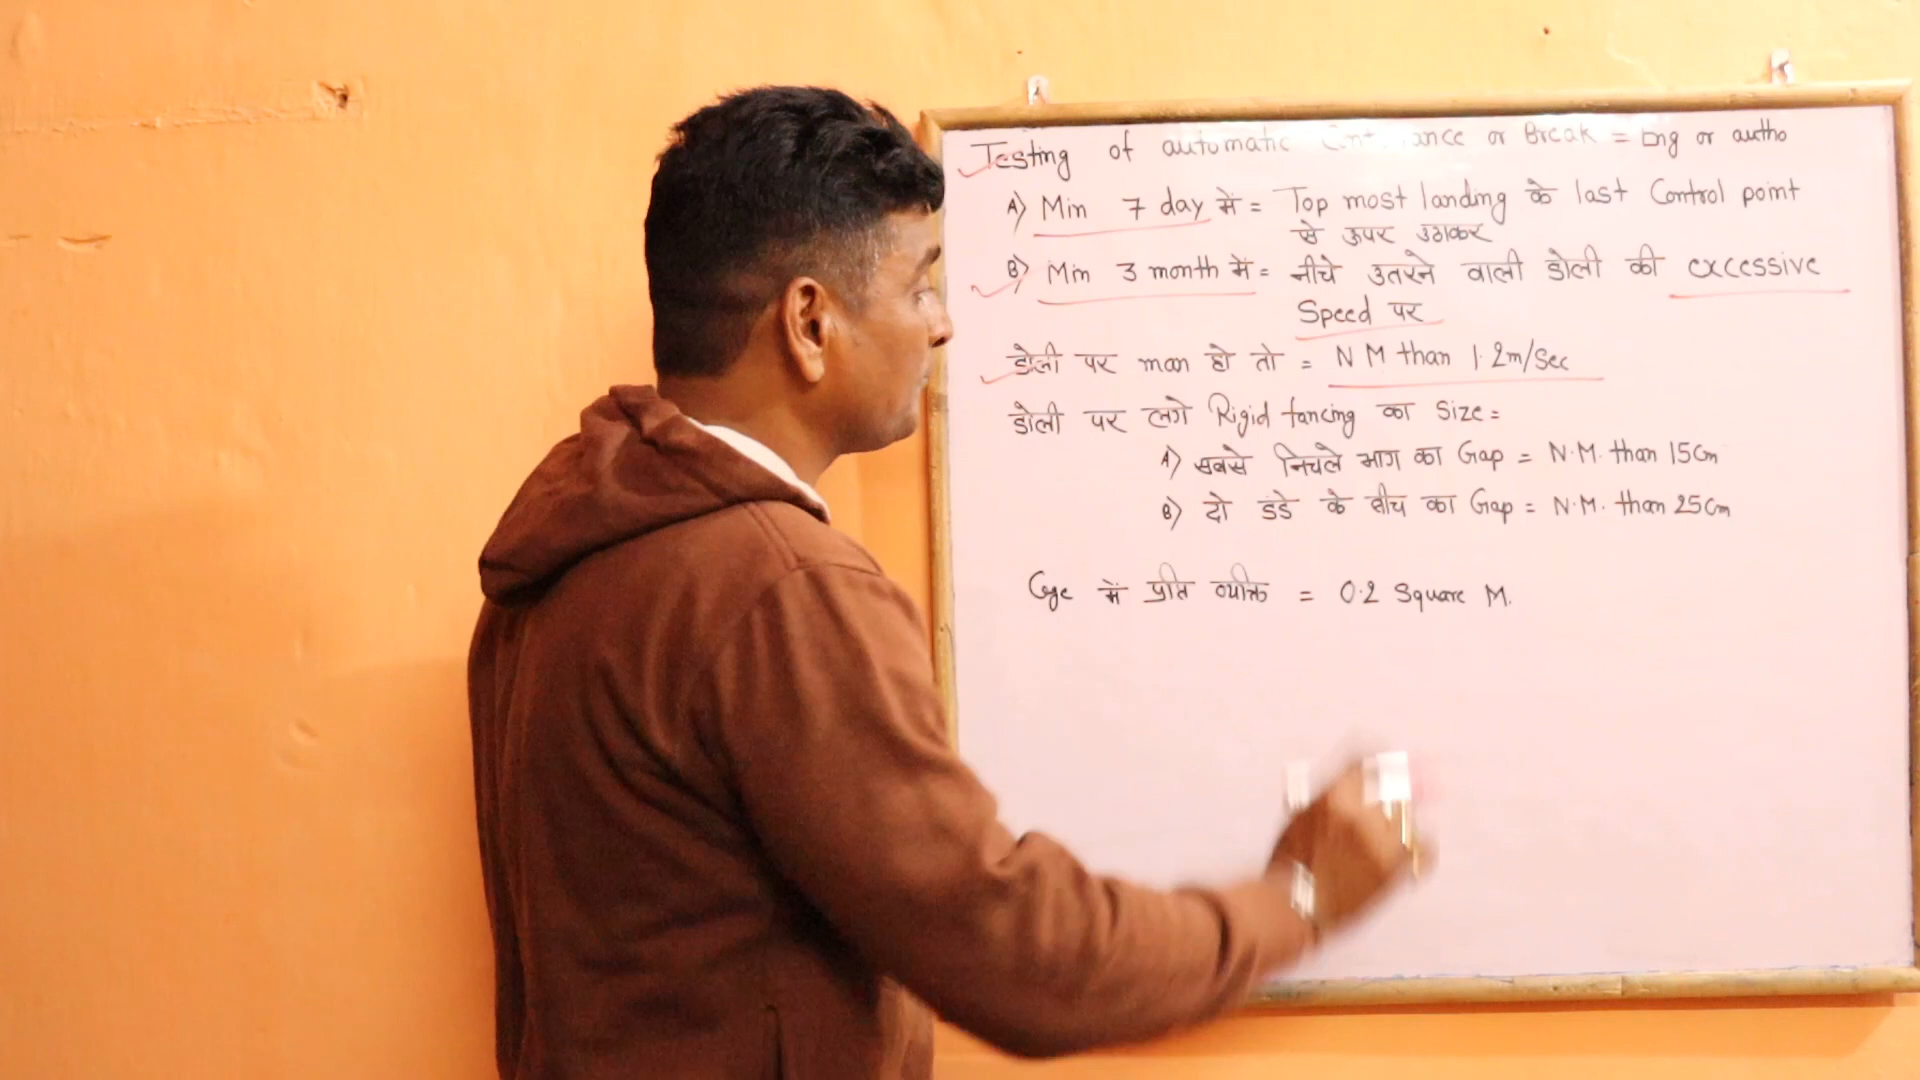 Testing of automatic or Break = Eng or autho
A) Min 7 day में = Top most landing के last Control point
से ऊपर उठाकर
B) Min 3 month में = नीचे उतरने वाली डोली की excessive
Speed पर
डोली पर man हो तो = N M than 1.2m/Sec
डोली पर लगे Rigid fancing का Size =
A) सबसे निचले भाग का Gap = N.M. than 15Cm
B) दो डंडे के बीच का Gap = N.M. than 25Cm
Cge में प्रति व्यक्ति = 0.2 Square M.